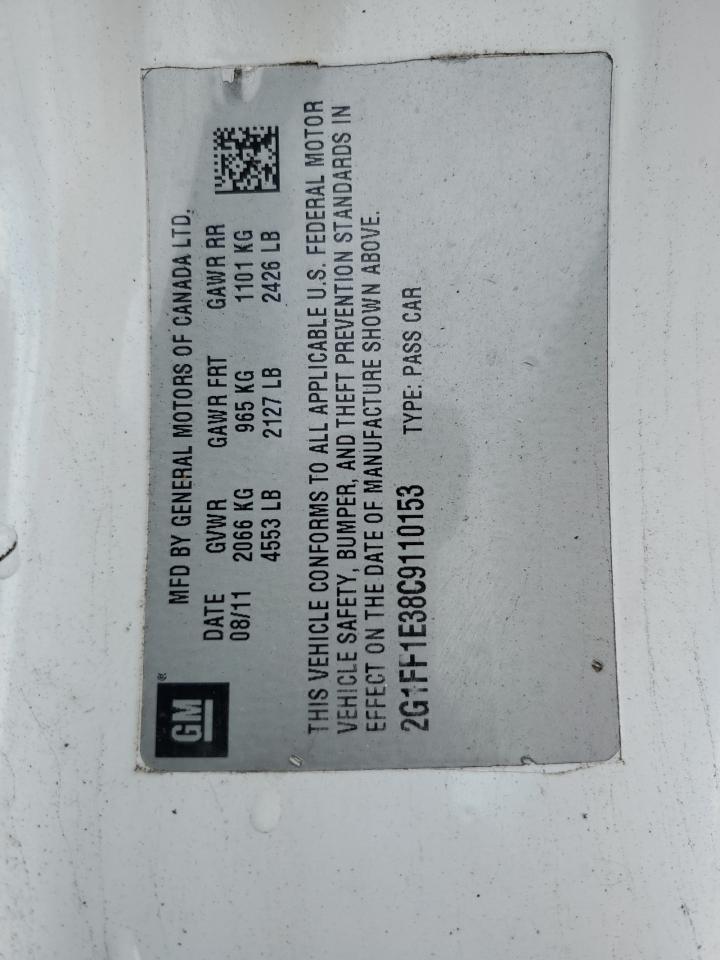 GM®
MFD BY GENERAL MOTORS OF CANADA LTD.
DATE GVWR GAWR FRT GAWR RR
08/11 2066 KG 965 KG 1101 KG
4553 LB 2127 LB 2426 LB
THIS VEHICLE CONFORMS TO ALL APPLICABLE U.S. FEDERAL MOTOR
VEHICLE SAFETY, BUMPER, AND THEFT PREVENTION STANDARDS IN
EFFECT ON THE DATE OF MANUFACTURE SHOWN ABOVE.
2G1FF1E38C9110153 TYPE: PASS CAR